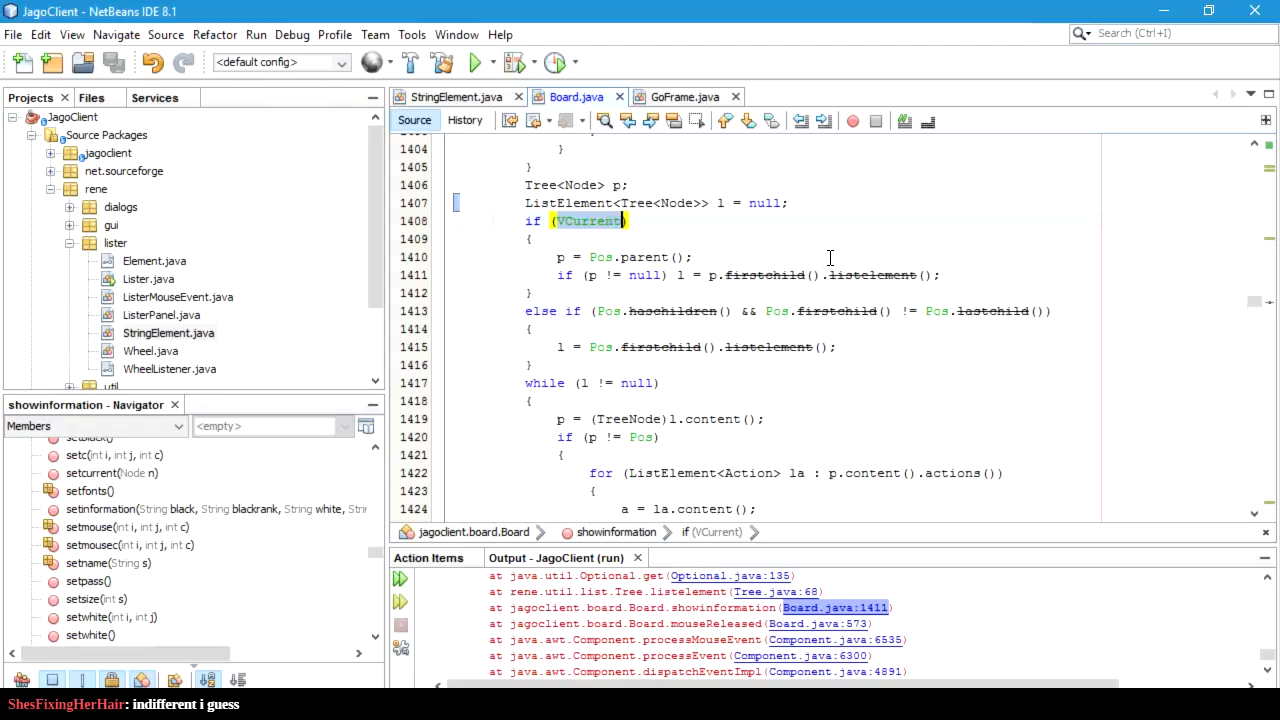 JagoClient - NetBeans IDE 8.1
File Edit View Navigate Source Refactor Run Debug Profile Team Tools Window Help
Search (Ctrl+I)
<default config>
Projects Files Services
JagoClient
Source Packages
jagoclient
net.sourceforge
rene
dialogs
gui
lister
Element.java
Lister.java
ListerMouseEvent.java
ListerPanel.java
StringElement.java
Wheel.java
WheelListener.java
util
showinformation - Navigator
Members <empty>
setblack()
setc(int i, int j, int c)
setcurrent(Node n)
setfonts()
setinformation(String black, String blackrank, String white, Strin
setmouse(int i, int j, int c)
setmousec(int i, int j, int c)
setname(String s)
setpass()
setsize(int s)
setwhite(int i, int j)
setwhite()
StringElement.java Board.java GoFrame.java
Source History
1404 }
1405 }
1406 Tree<Node> p;
1407 ListElement<Tree<Node>> l = null;
1408 if (VCurrent)
1409 {
1410 p = Pos.parent();
1411 if (p != null) l = p.firstchild().listelement();
1412 }
1413 else if (Pos.haschildren() && Pos.firstchild() != Pos.lastchild())
1414 {
1415 l = Pos.firstchild().listelement();
1416 }
1417 while (l != null)
1418 {
1419 p = (TreeNode)l.content();
1420 if (p != Pos)
1421 {
1422 for (ListElement<Action> la : p.content().actions())
1423 {
1424 a = la.content();
jagoclient.board.Board showinformation if (VCurrent)
Action Items Output - JagoClient (run)
at java.util.Optional.get(Optional.java:135)
at rene.util.list.Tree.listelement(Tree.java:68)
at jagoclient.board.Board.showinformation(Board.java:1411)
at jagoclient.board.Board.mouseReleased(Board.java:573)
at java.awt.Component.processMouseEvent(Component.java:6535)
at java.awt.Component.processEvent(Component.java:6300)
at java.awt.Component.dispatchEventImpl(Component.java:4891)
ShesFixingHerHair: indifferent i guess